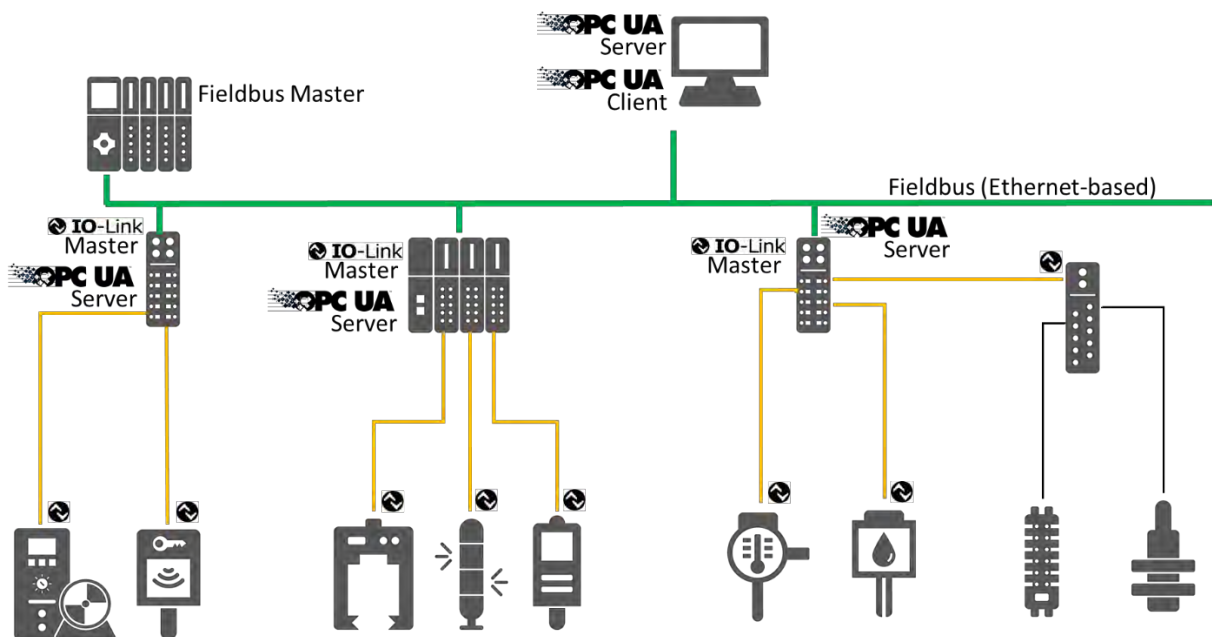 OPC UA
Server
OPC UA
Client
Fieldbus Master
Fieldbus (Ethernet-based)
IO-Link
Master
OPC UA
Server
IO-Link
Master
OPC UA
Server
IO-Link
Master
OPC UA
Server